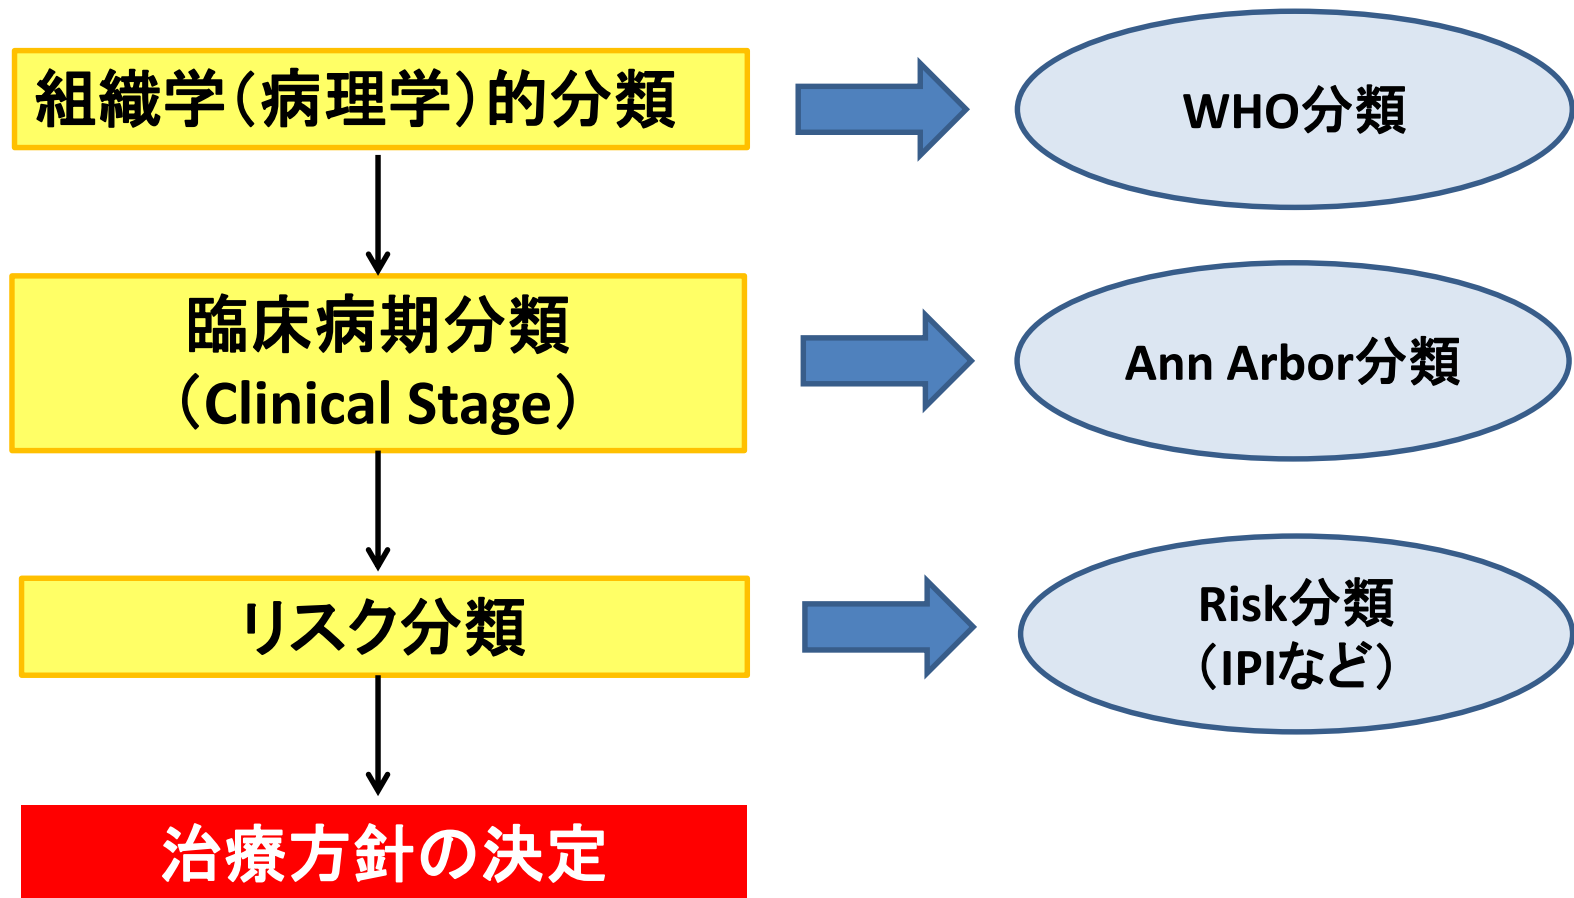 組織学（病理学）的分類
WHO分類
臨床病期分類
（Clinical Stage）
Ann Arbor分類
リスク分類
Risk分類
（IPIなど）
治療方針の決定